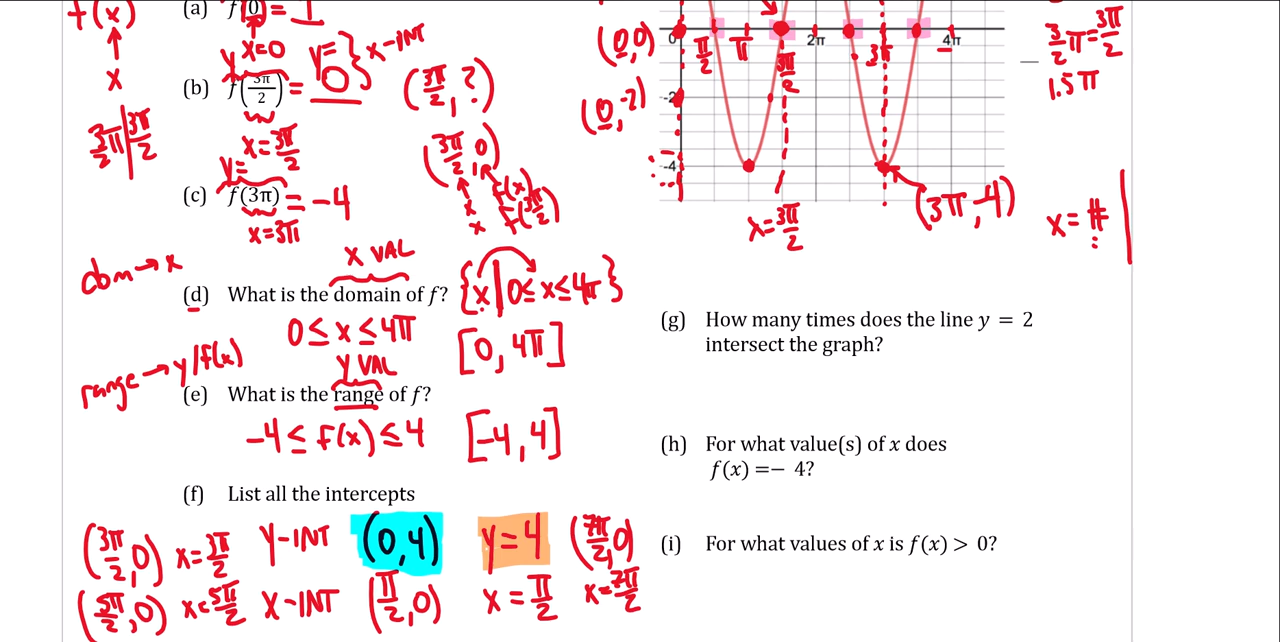 f(x)
(a) f(0) =
x=0
y=
0
x-INT
x
(b) f(3π/2) =
(3π/2, ?)
3/2π | 3π/2
x=3π/2
(3π/2, 0)
y=
(c) f(3π) = -4
f(x)
x
x f(3π/2)
x=3π
x VAL
dom→x
(d) What is the domain of f? {x|0≤x≤4π}
0≤x≤4π [0, 4π]
range→y/f(x)
y VAL
(e) What is the range of f?
-4≤f(x)≤4 [-4,4]
(f) List all the intercepts
(3π/2,0) x=3π/2 Y-INT (0,4) y=4 (7π/2,0)
(5π/2,0) x=5π/2 X-INT (π/2,0) x=π/2 x=7π/2
(0,0) 0 π/2 π 3π/2 2π 3π 4π
(0,-2) -2
-4
3/2π=3π/2
1.5π
x=3π/2
(3π,-4)
x=#
(g) How many times does the line y = 2
intersect the graph?
(h) For what value(s) of x does
f(x) =− 4?
(i) For what values of x is f(x) > 0?